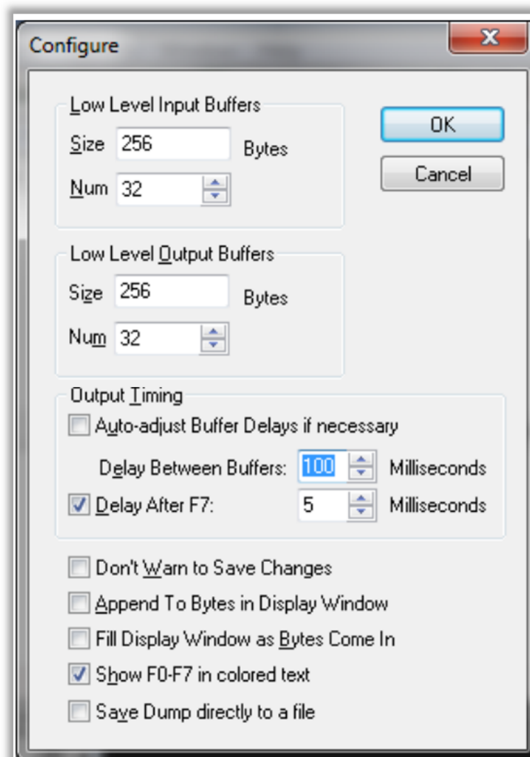 Configure
Low Level Input Buffers
Size 256 Bytes
Num 32
OK
Cancel
Low Level Output Buffers
Size 256 Bytes
Num 32
Output Timing
Auto-adjust Buffer Delays if necessary
Delay Between Buffers: 100 Milliseconds
Delay After F7: 5 Milliseconds
Don't Warn to Save Changes
Append To Bytes in Display Window
Fill Display Window as Bytes Come In
Show F0-F7 in colored text
Save Dump directly to a file